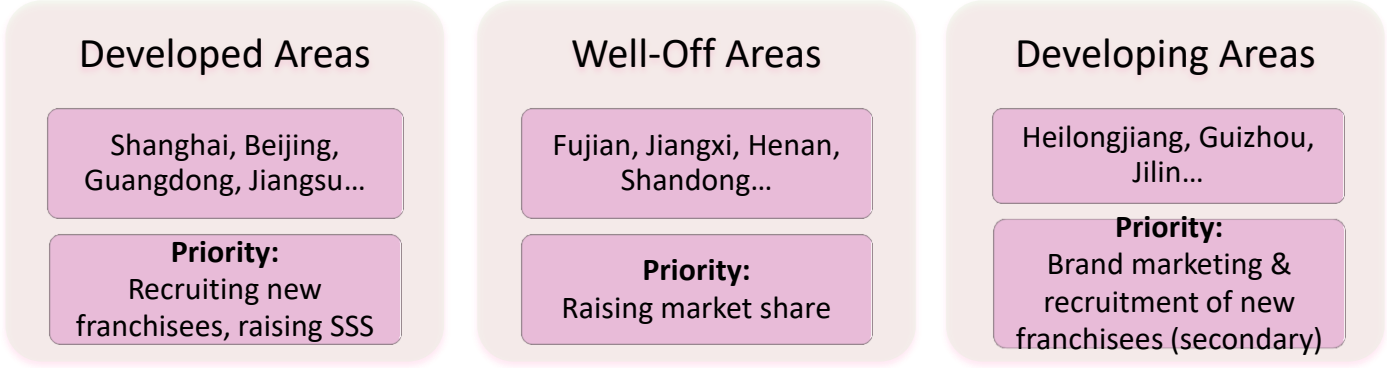 Developed Areas
Shanghai, Beijing,
Guangdong, Jiangsu…
Priority:
Recruiting new
franchisees, raising SSS
Well-Off Areas
Fujian, Jiangxi, Henan,
Shandong…
Priority:
Raising market share
Developing Areas
Heilongjiang, Guizhou,
Jilin…
Priority:
Brand marketing &
recruitment of new
franchisees (secondary)